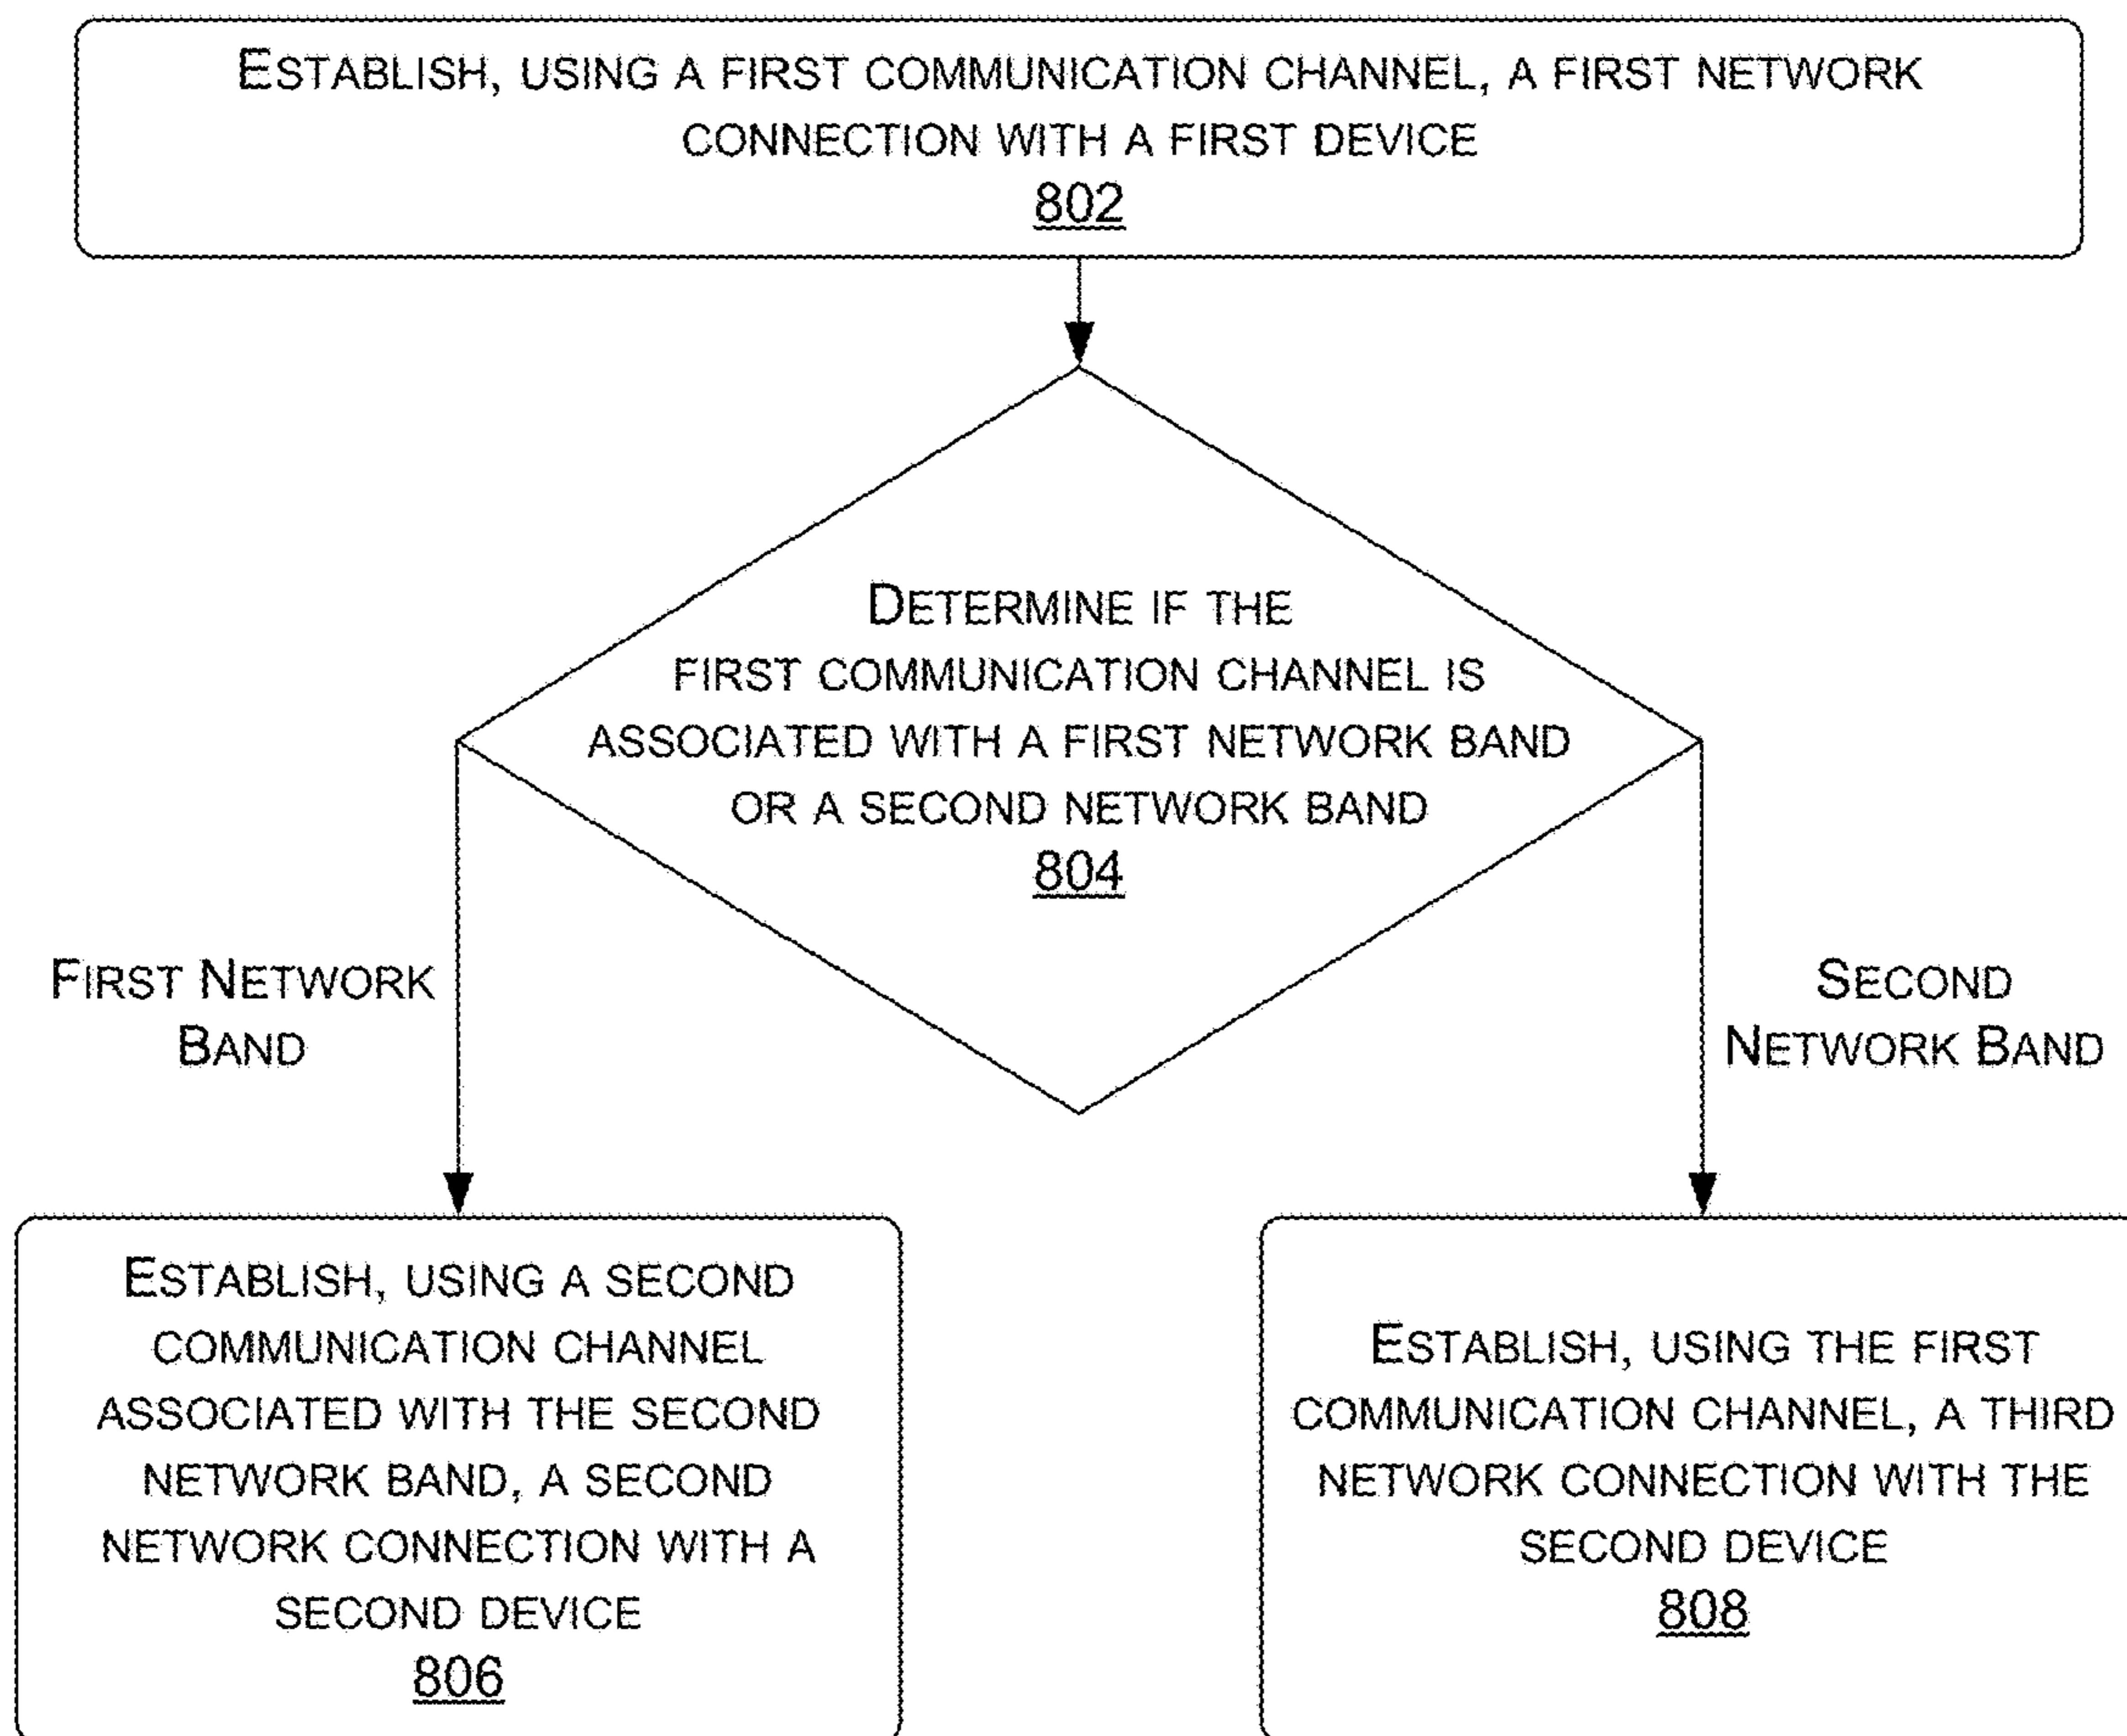 ESTABLISH, USING A FIRST COMMUNICATION CHANNEL, A FIRST NETWORK
CONNECTION WITH A FIRST DEVICE
802
DETERMINE IF THE
FIRST COMMUNICATION CHANNEL IS
ASSOCIATED WITH A FIRST NETWORK BAND
OR A SECOND NETWORK BAND
804
FIRST NETWORK
BAND
SECOND
NETWORK BAND
ESTABLISH, USING A SECOND
COMMUNICATION CHANNEL
ASSOCIATED WITH THE SECOND
NETWORK BAND, A SECOND
NETWORK CONNECTION WITH A
SECOND DEVICE
806
ESTABLISH, USING THE FIRST
COMMUNICATION CHANNEL, A THIRD
NETWORK CONNECTION WITH THE
SECOND DEVICE
808